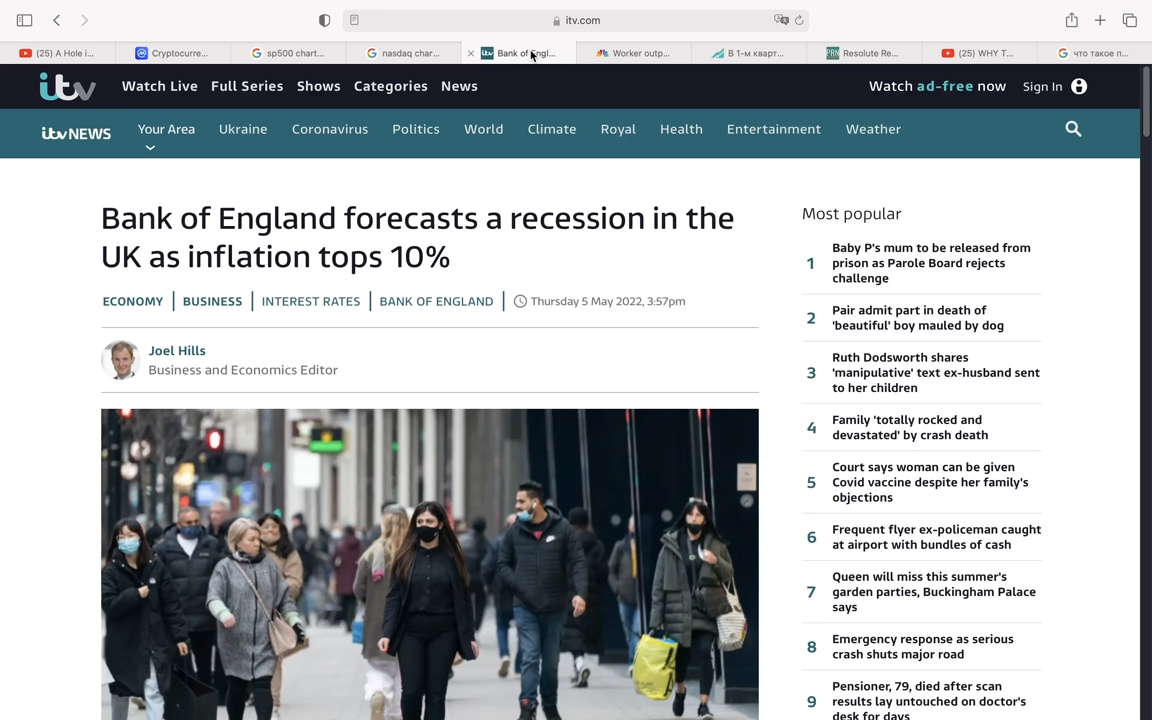 itv.com
(25) A Hole i...
Cryptocurre...
sp500 chart...
nasdaq char...
Bank of Engl...
Worker outp...
В 1-м кварт...
PRN
Resolute Re...
(25) WHY T...
что такое п...
itv
Watch Live
Full Series
Shows
Categories
News
Watch ad-free now
Sign In
itv NEWS
Your Area
Ukraine
Coronavirus
Politics
World
Climate
Royal
Health
Entertainment
Weather
Bank of England forecasts a recession in the
UK as inflation tops 10%
ECONOMY
BUSINESS
INTEREST RATES
BANK OF ENGLAND
Thursday 5 May 2022, 3:57pm
Joel Hills
Business and Economics Editor
Most popular
1
Baby P's mum to be released from
prison as Parole Board rejects
challenge
2
Pair admit part in death of
'beautiful' boy mauled by dog
3
Ruth Dodsworth shares
'manipulative' text ex-husband sent
to her children
4
Family 'totally rocked and
devastated' by crash death
5
Court says woman can be given
Covid vaccine despite her family's
objections
6
Frequent flyer ex-policeman caught
at airport with bundles of cash
7
Queen will miss this summer's
garden parties, Buckingham Palace
says
8
Emergency response as serious
crash shuts major road
9
Pensioner, 79, died after scan
results lay untouched on doctor's
desk for days